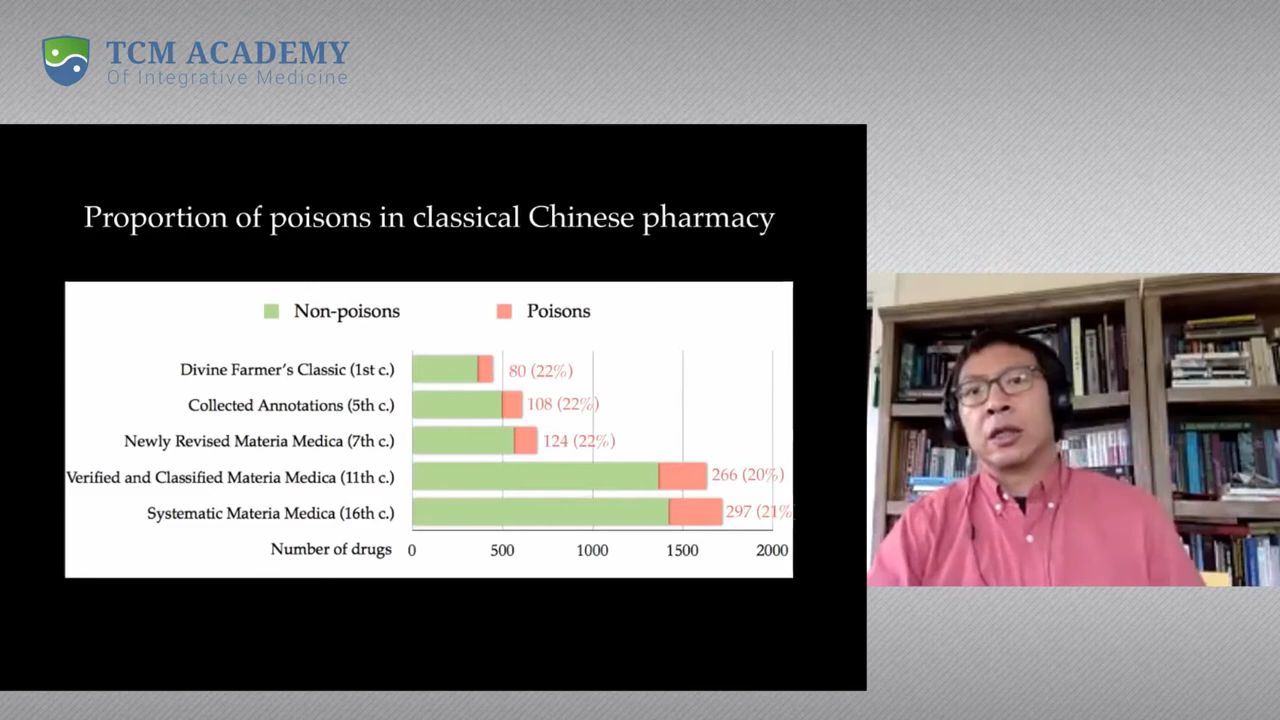 TCM ACADEMY
Of Integrative Medicine
Proportion of poisons in classical Chinese pharmacy
Non-poisons Poisons
Divine Farmer's Classic (1st c.) 80 (22%)
Collected Annotations (5th c.) 108 (22%)
Newly Revised Materia Medica (7th c.) 124 (22%)
Verified and Classified Materia Medica (11th c.) 266 (20%)
Systematic Materia Medica (16th c.) 297 (21%
Number of drugs 0 500 1000 1500 2000